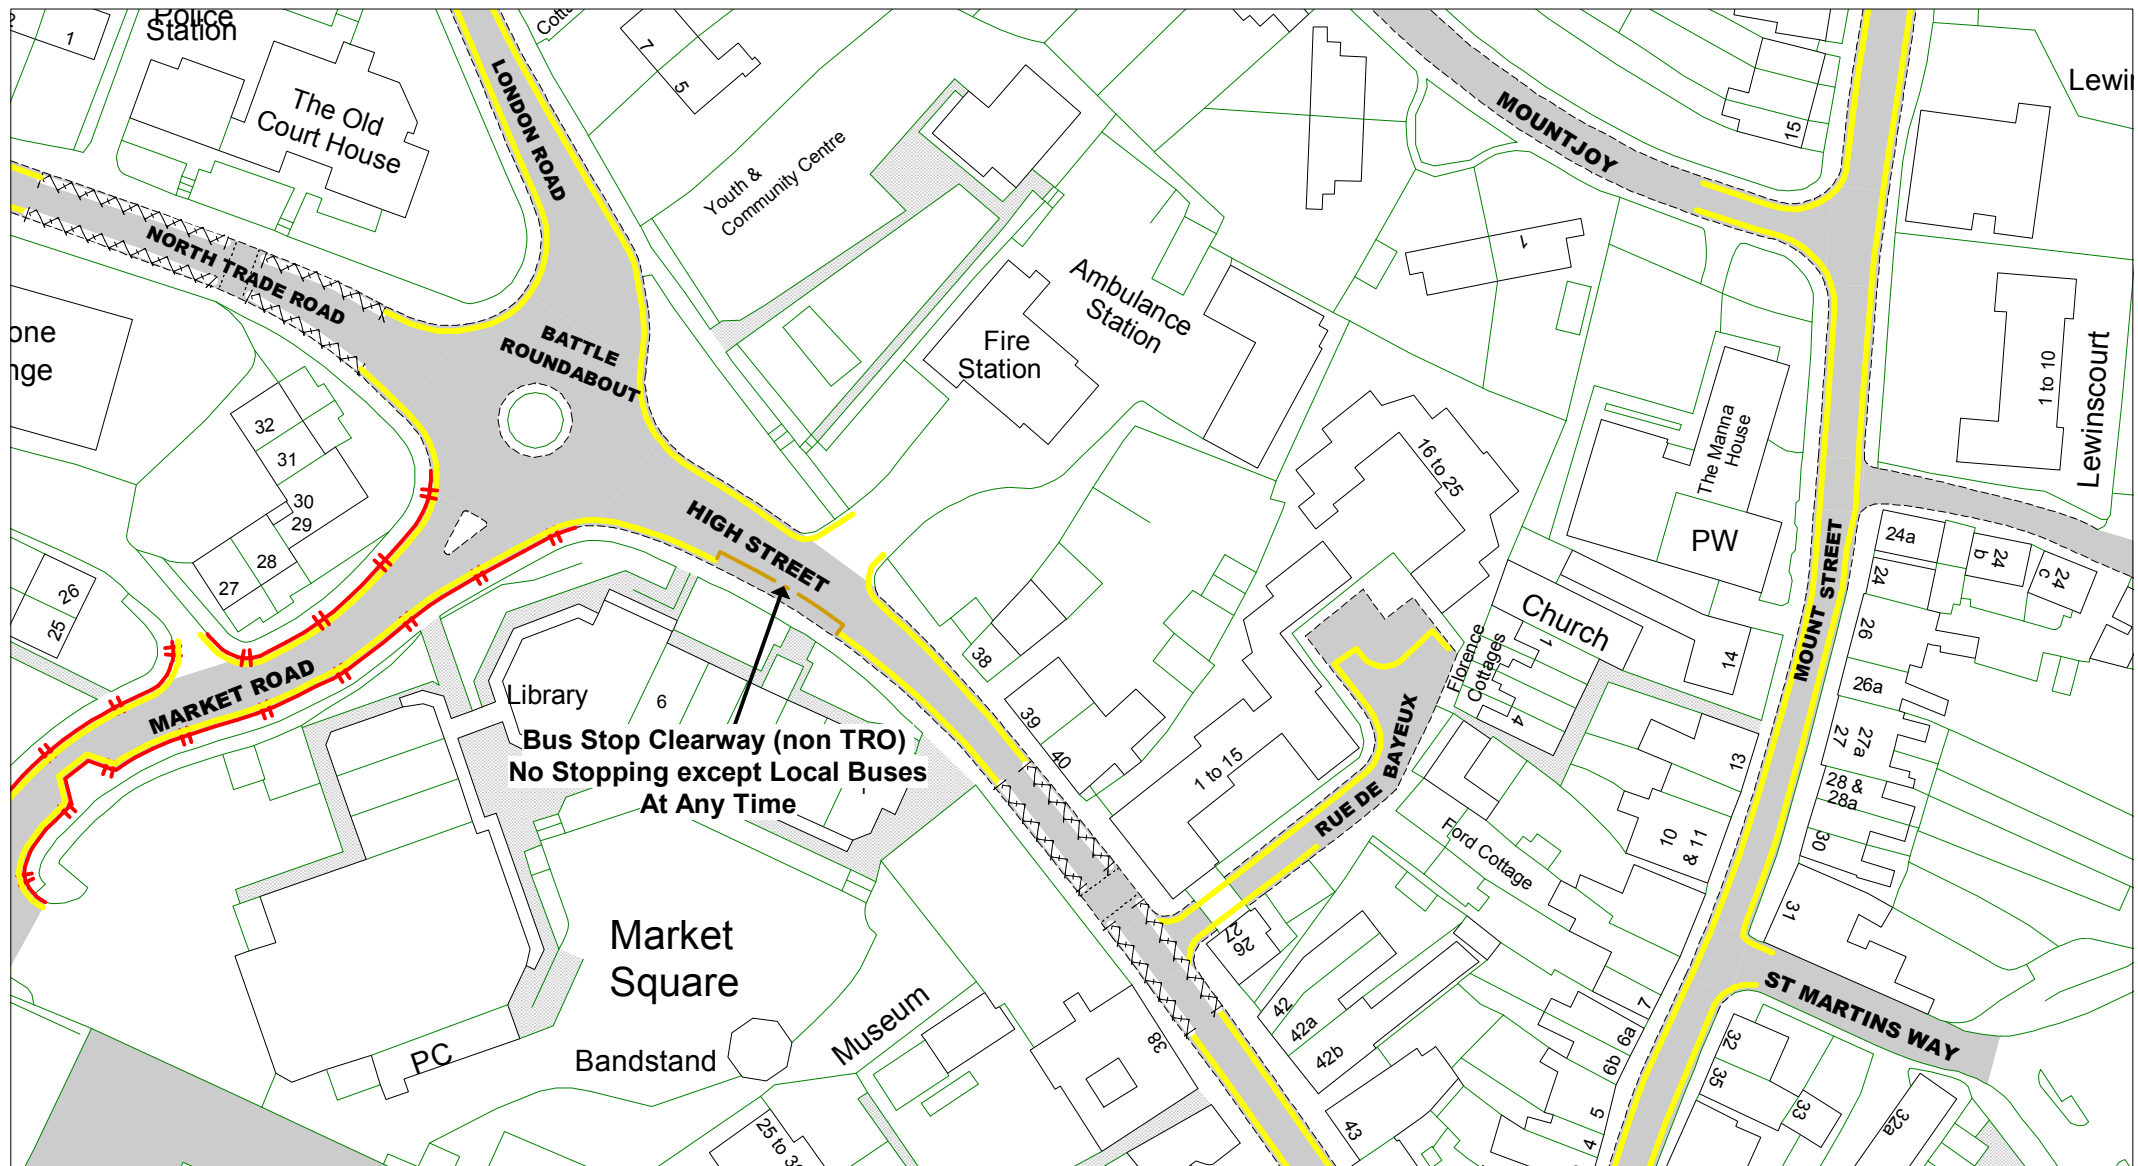 Police
Station
1
The Old
Court House
LONDON ROAD
7
5
Youth &
Community Centre
MOUNTJOY
15
NORTH TRADE ROAD
BATTLE
ROUNDABOUT
Fire
Station
Ambulance
Station
1
1 to 10
Lewinscourt
32
31
30
29
28
27
26
25
HIGH STREET
16 to 25
The Manna
House
PW
MOUNT STREET
24a
24
b
24
c
24
26
26a
27
27a
28 &
28a
30
31
MARKET ROAD
Library
6
1
38
39
40
1 to 15
Florence
Cottages
1
4
Church
14
13
10
& 11
RUE DE BAYEUX
Ford Cottage
Bus Stop Clearway (non TRO)
No Stopping except Local Buses
At Any Time
Market
Square
Bandstand
PC
Museum
38
27
26
42
42a
42b
43
7
6a
6b
5
4
ST MARTINS WAY
32
35
33
32a